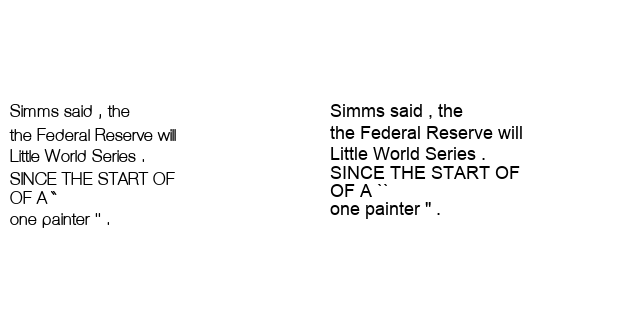 Simms said , the
the Federal Reserve will
Little World Series .
SINCE THE START OF
OF A ``
one painter " .
Simms said , the
the Federal Reserve will
Little World Series .
SINCE THE START OF
OF A ``
one painter " .